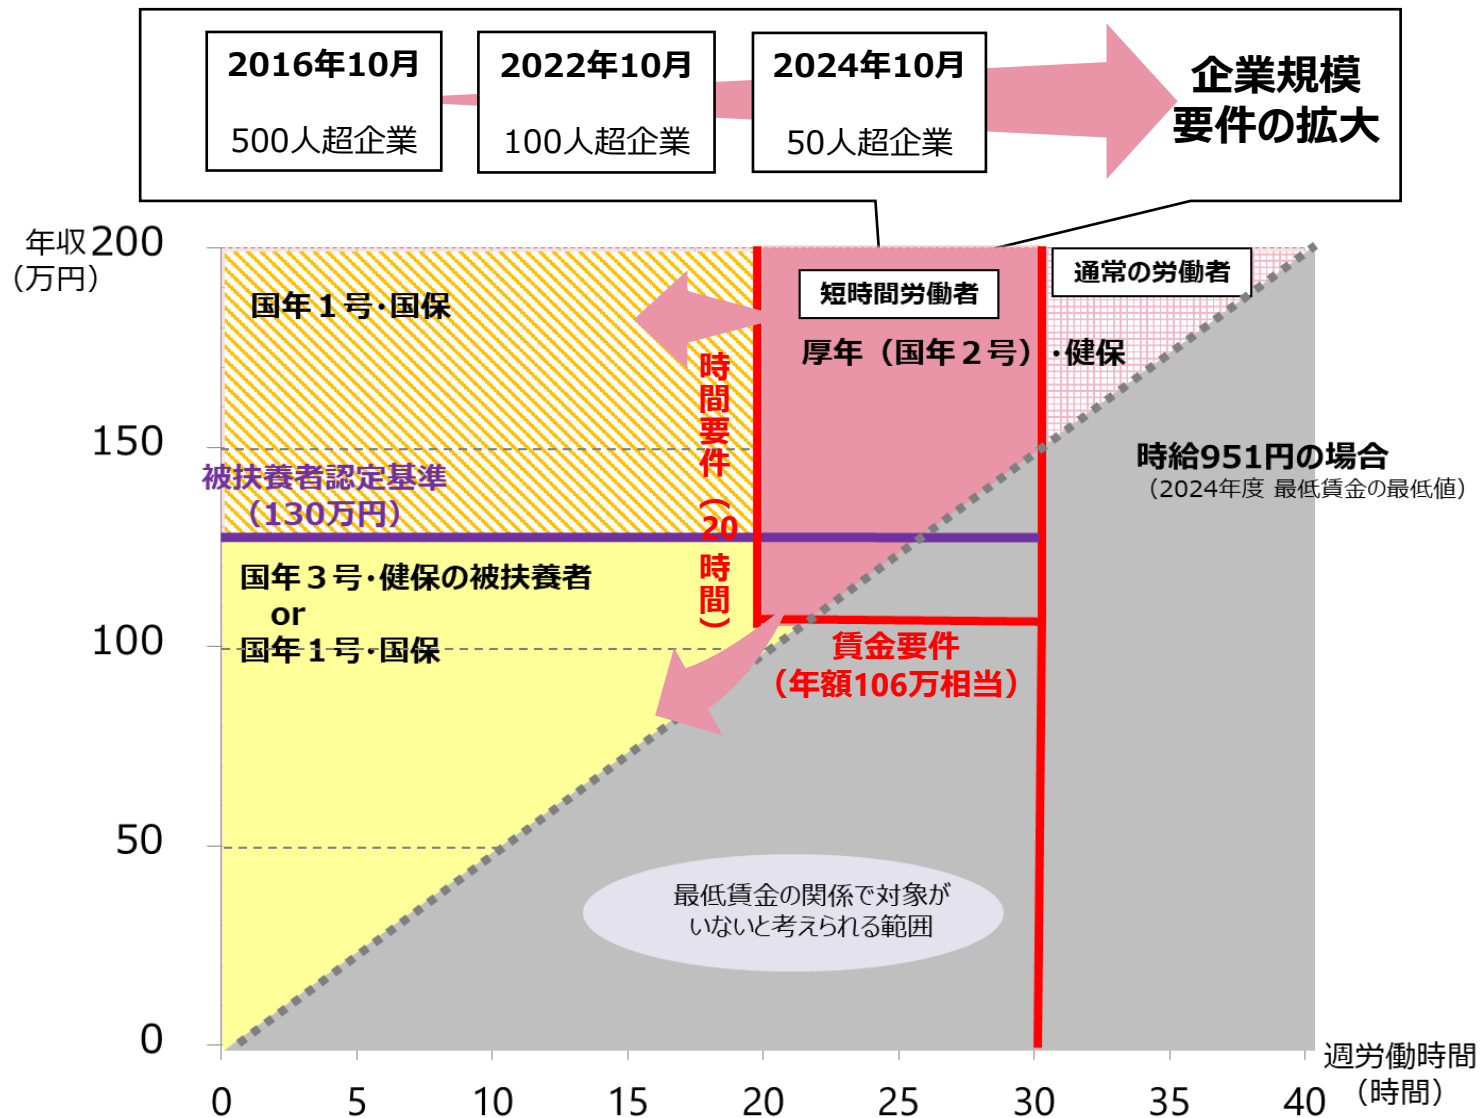 2016年10月
500人超企業
2022年10月
100人超企業
2024年10月
50人超企業
企業規模
要件の拡大
年収
（万円）
200
150
100
50
0
国年１号・国保
短時間労働者
通常の労働者
厚年（国年２号）・健保
時間要件（20時間）
被扶養者認定基準
（130万円）
時給951円の場合
（2024年度 最低賃金の最低値）
国年３号・健保の被扶養者
or
国年１号・国保
賃金要件
（年額106万相当）
最低賃金の関係で対象が
いないと考えられる範囲
0 5 10 15 20 25 30 35 40
週労働時間
（時間）